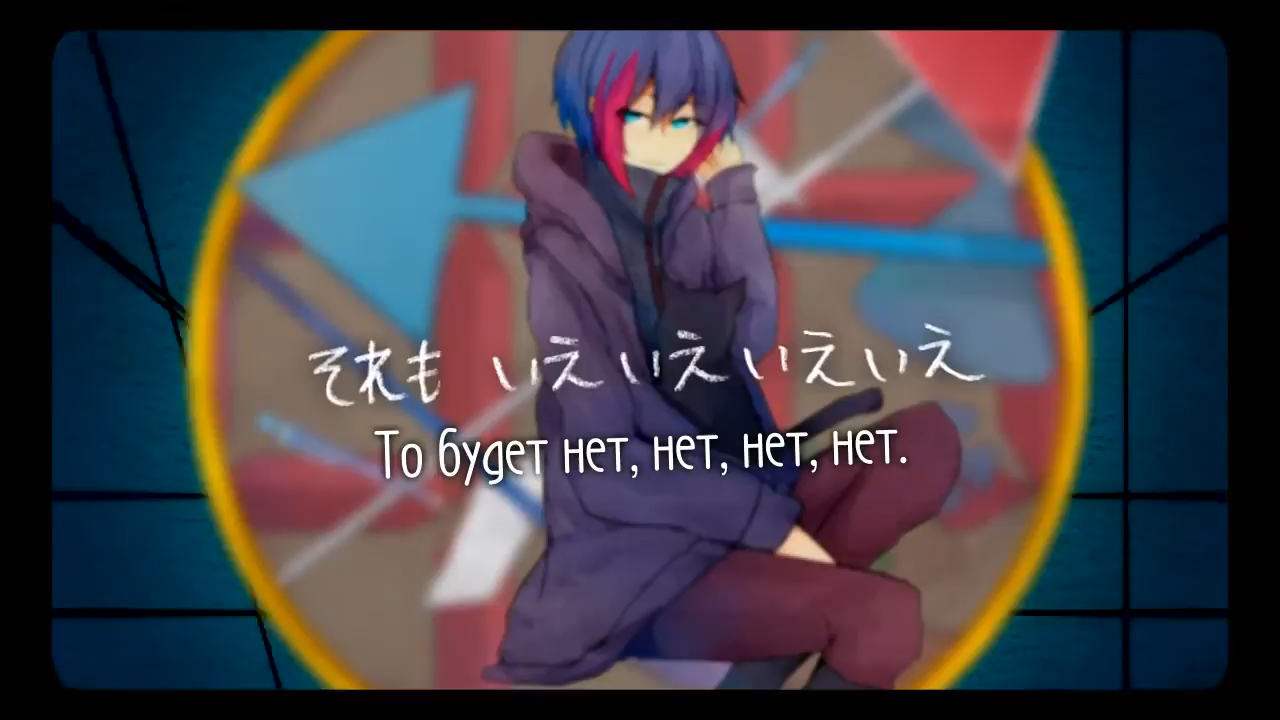 それも いえ いえ いえ いえ
То будет нет, нет, нет, нет.